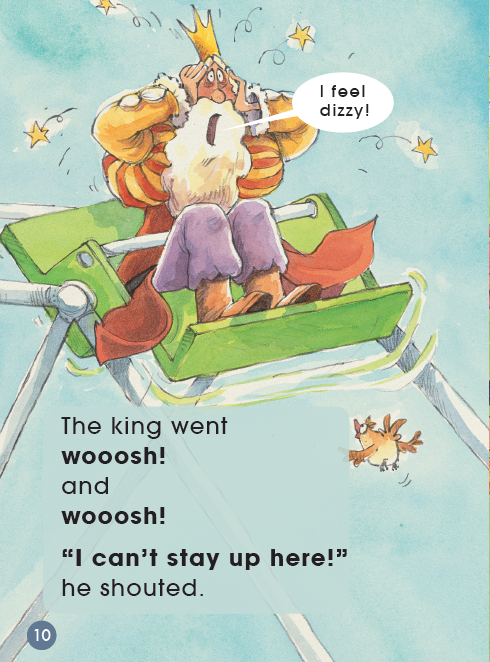 I feel
dizzy!
The king went
wooosh!
and
wooosh!
“I can’t stay up here!”
he shouted.
10